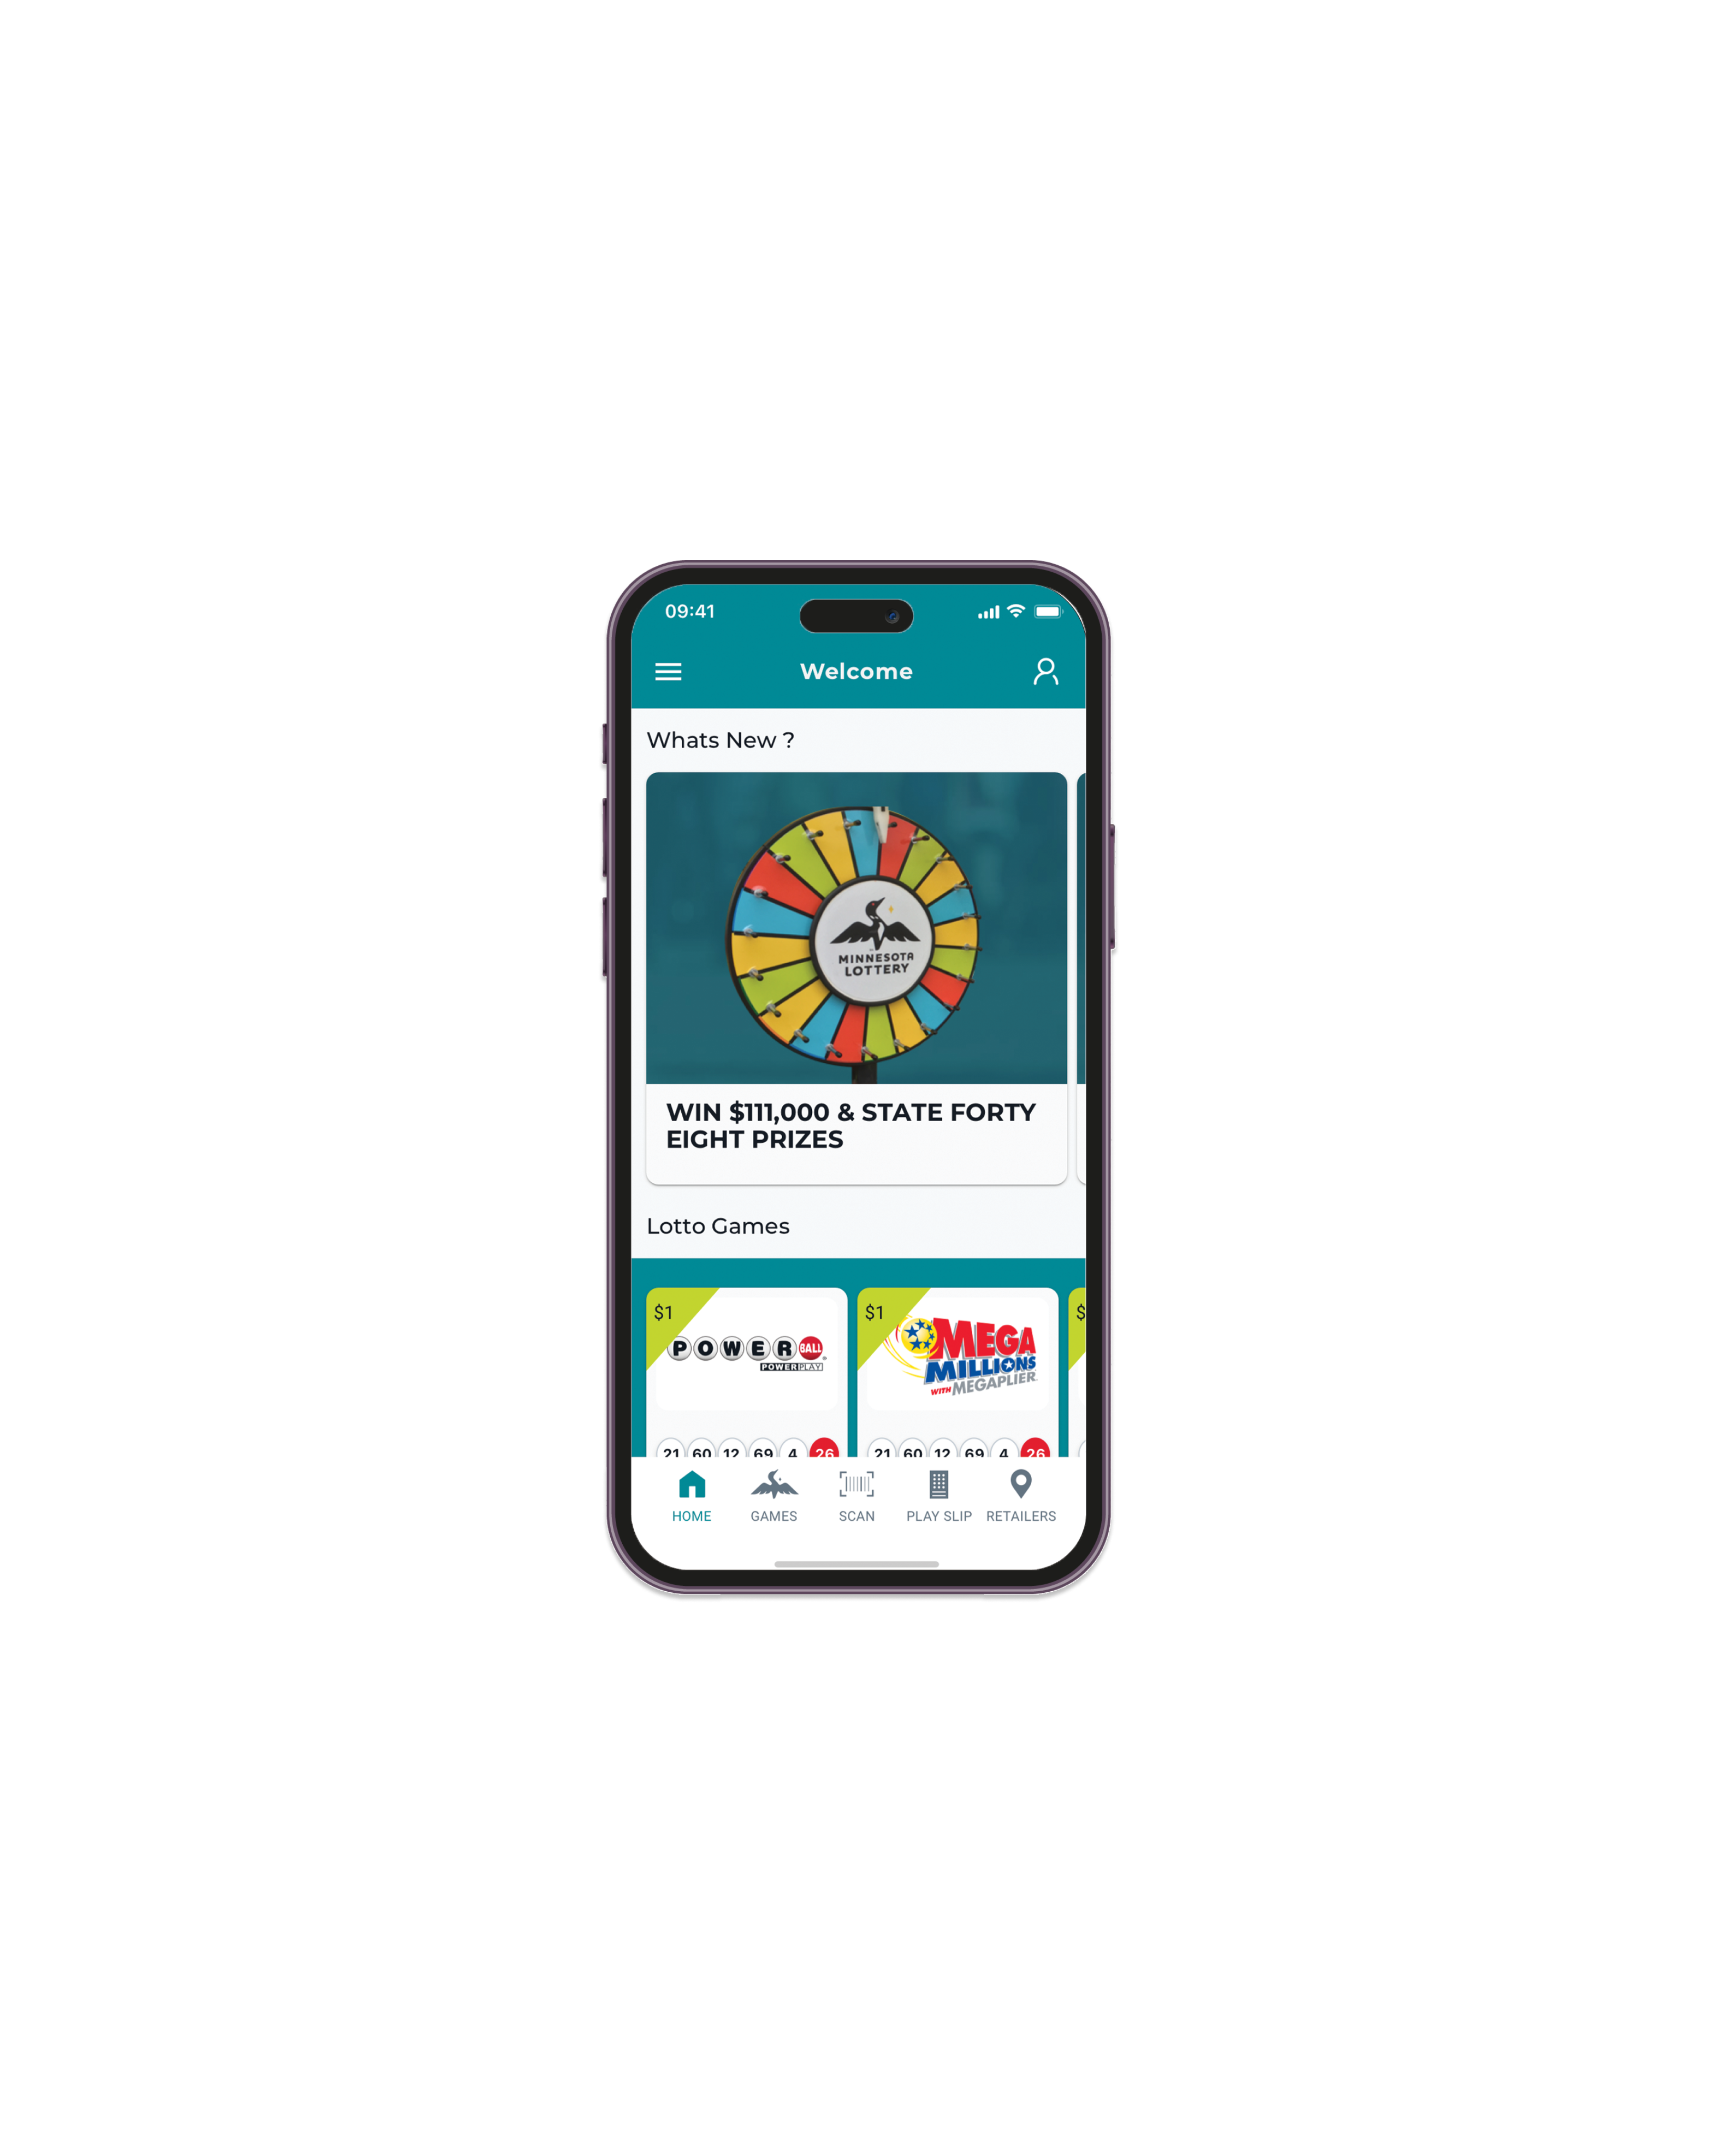 09:41
Welcome
Whats New ?
MINNESOTA
LOTTERY
WIN $111,000 & STATE FORTY
EIGHT PRIZES
Lotto Games
$1 $1 $
POWER BALL
POWERPLAY
MEGA
MILLIONS
WITH MEGAPLIER
21 60 12 69 4 26 21 60 12 69 4 26
HOME GAMES SCAN PLAY SLIP RETAILERS